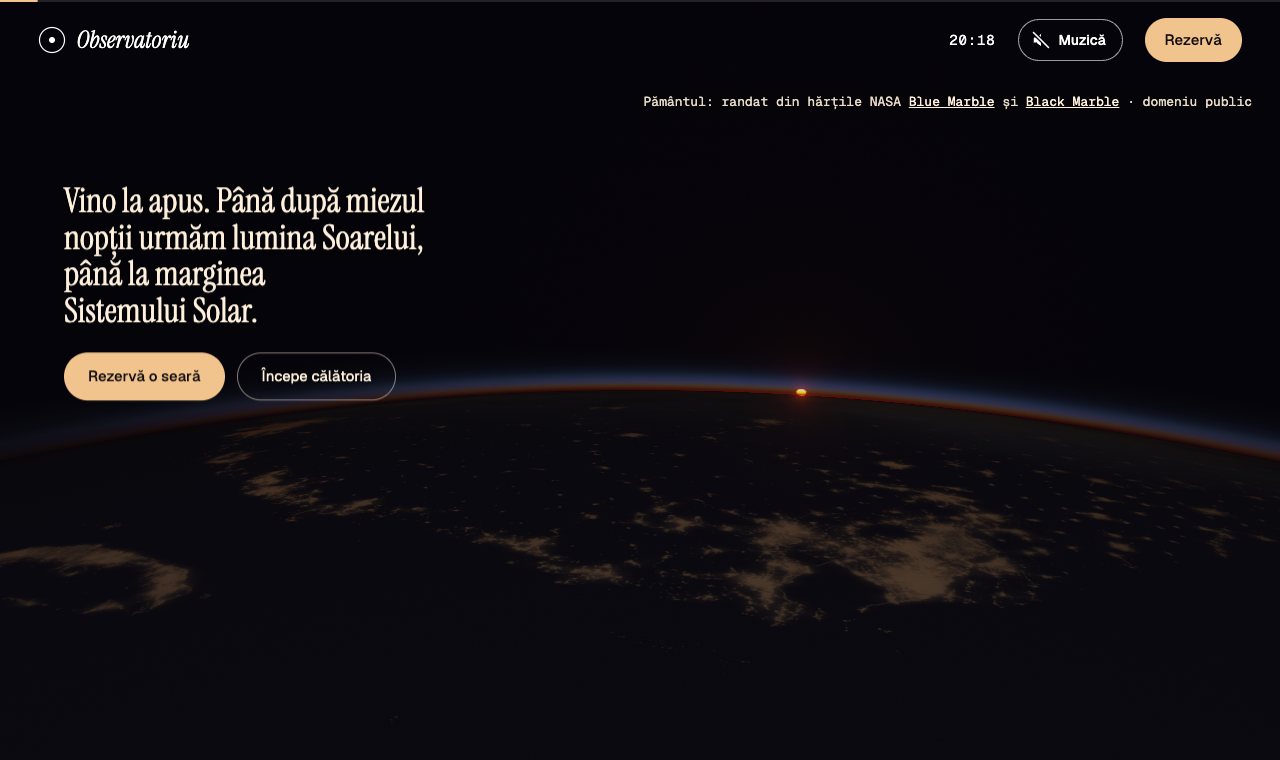 Observatoriu
20:18
Muzică
Rezervă
Pământul: randat din hărțile NASA Blue Marble și Black Marble · domeniu public
Vino la apus. Până după miezul
nopții urmăm lumina Soarelui,
până la marginea
Sistemului Solar.
Rezervă o seară
Începe călătoria